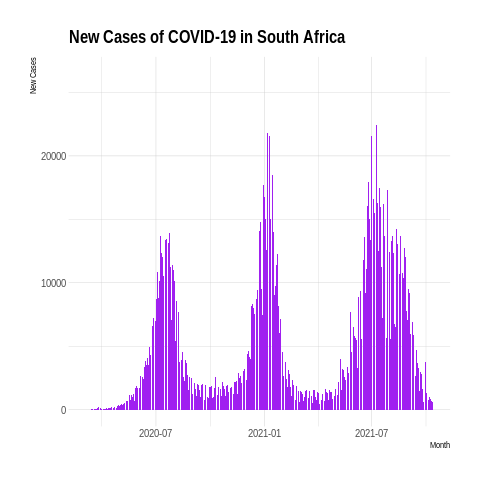 New Cases of COVID-19 in South Africa
New Cases
20000
10000
0
2020-07 2021-01 2021-07
Month